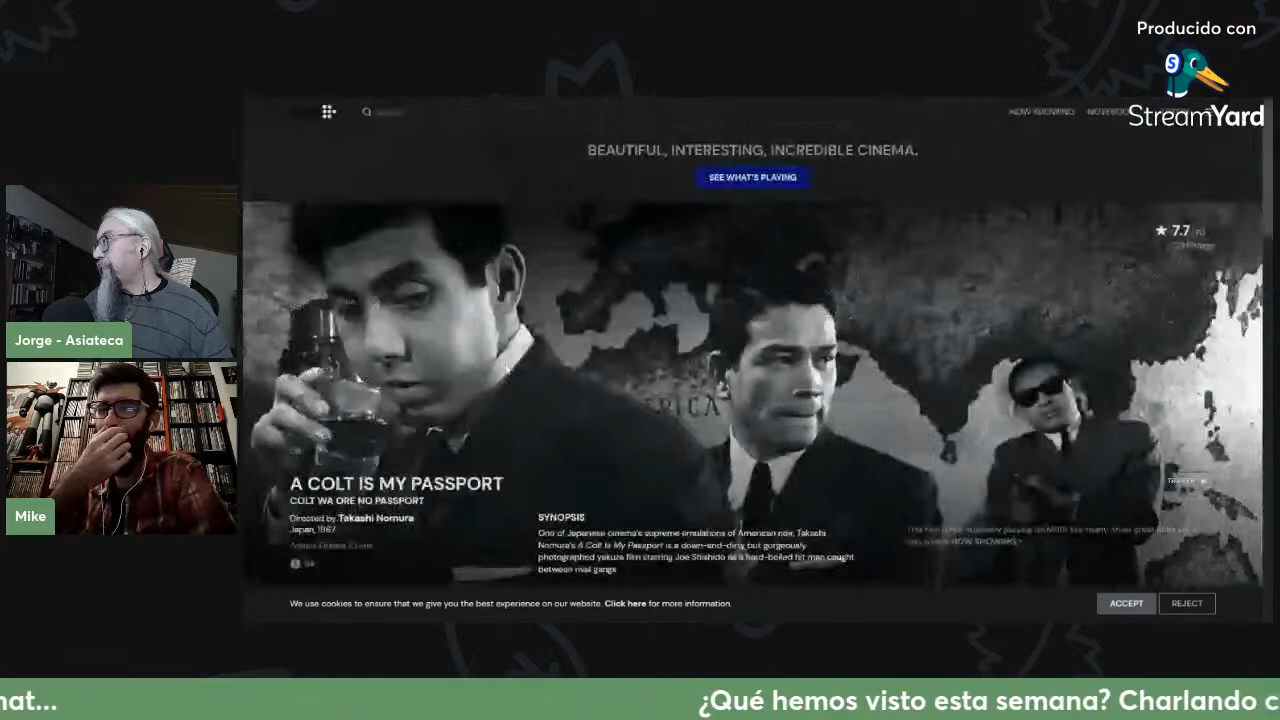 Producido con
StreamYard
BEAUTIFUL, INTERESTING, INCREDIBLE CINEMA.
SEE WHAT'S PLAYING
7.7
Jorge - Asiateca
Mike
A COLT IS MY PASSPORT
COLT WA ORE NO PASSPORT
Directed by Takashi Nomura
Japan, 1967
SYNOPSIS
One of Japanese cinema's supreme emulations of American noir, Takashi
Nomura's A Colt Is My Passport is a down-and-dirty but gorgeously
photographed yakuza film starring Joe Shishido as a hard-boiled hit man caught
between rival gangs
TRAILER
NOW SHOWING
We use cookies to ensure that we give you the best experience on our website. Click here for more information.
ACCEPT
REJECT
hat...
¿Qué hemos visto esta semana? Charlando c